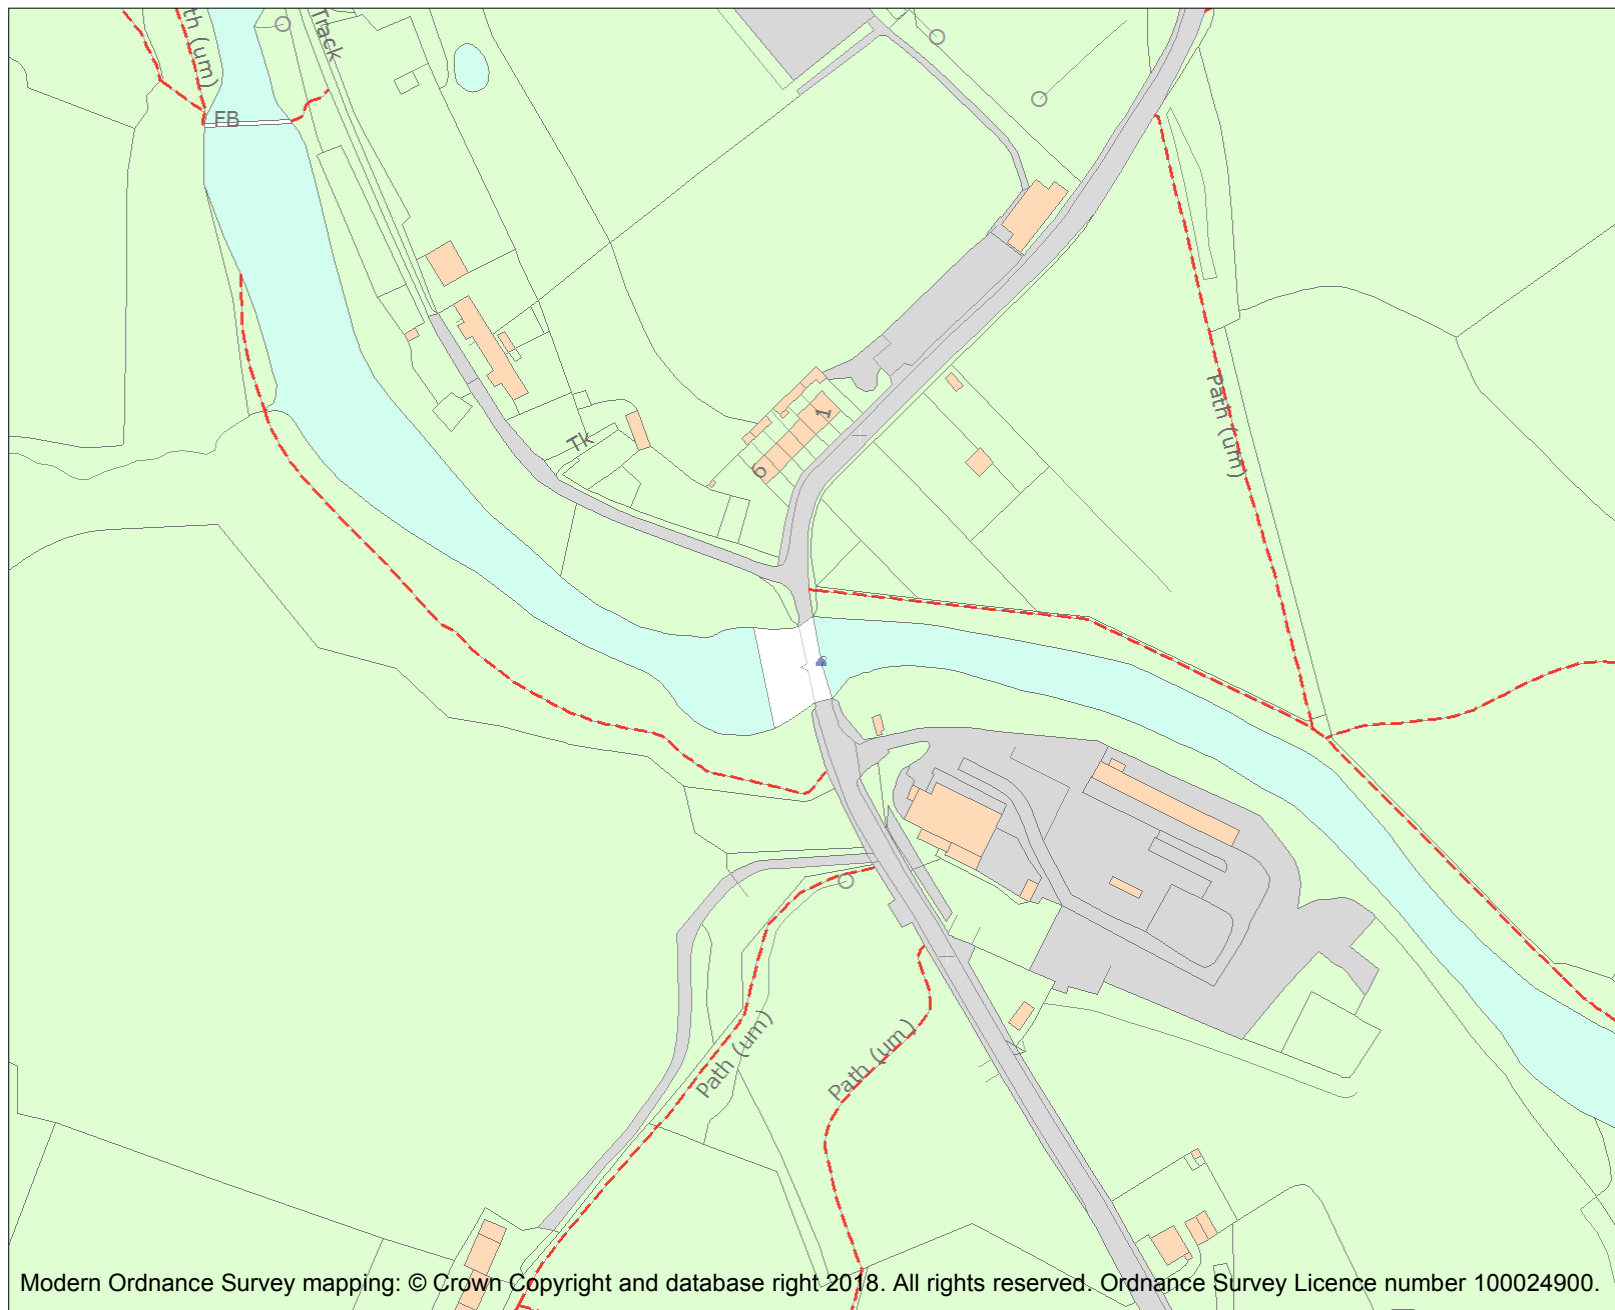 th (um)
Track
FB
Path (um)
1
6
Tk
Path (um)
Path (um)
Modern Ordnance Survey mapping: © Crown Copyright and database right 2018. All rights reserved. Ordnance Survey Licence number 100024900.